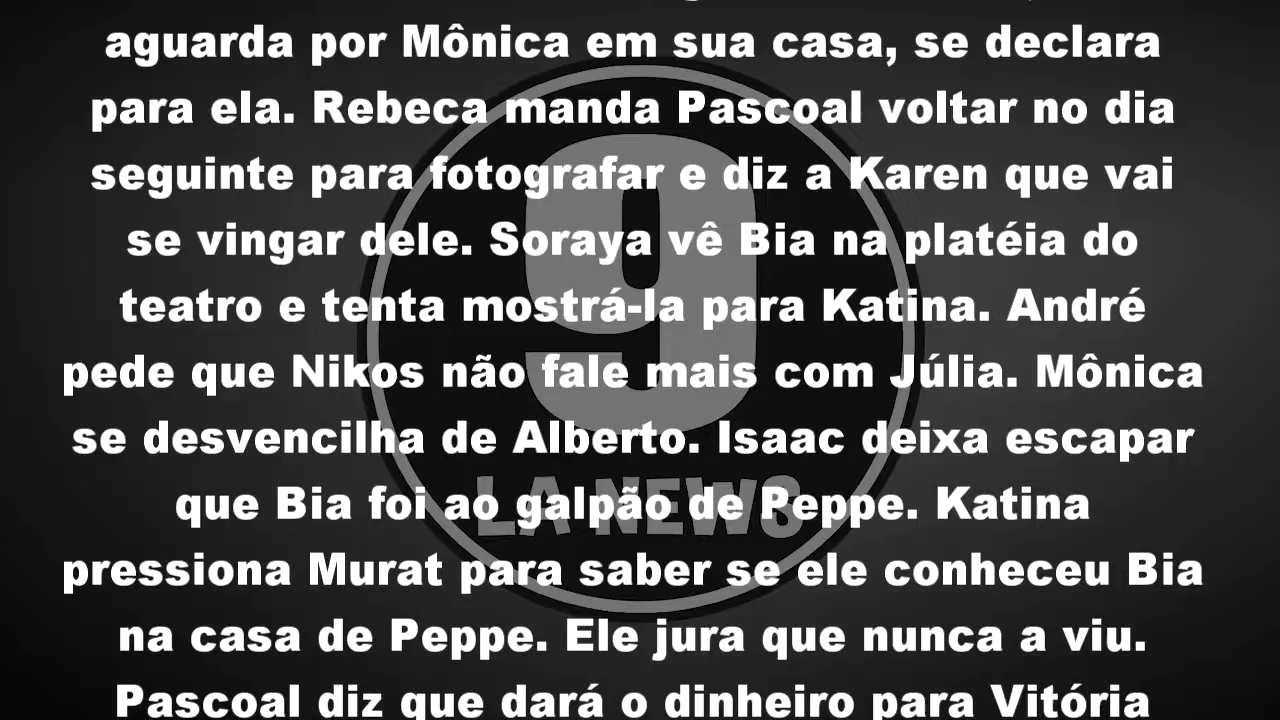 aguarda por Mônica em sua casa, se declara
para ela. Rebeca manda Pascoal voltar no dia
seguinte para fotografar e diz a Karen que vai
se vingar dele. Soraya vê Bia na platéia do
teatro e tenta mostrá-la para Katina. André
pede que Nikos não fale mais com Júlia. Mônica
se desvencilha de Alberto. Isaac deixa escapar
que Bia foi ao galpão de Peppe. Katina
pressiona Murat para saber se ele conheceu Bia
na casa de Peppe. Ele jura que nunca a viu.
Pascoal diz que dará o dinheiro para Vitória
9
LA NEWS